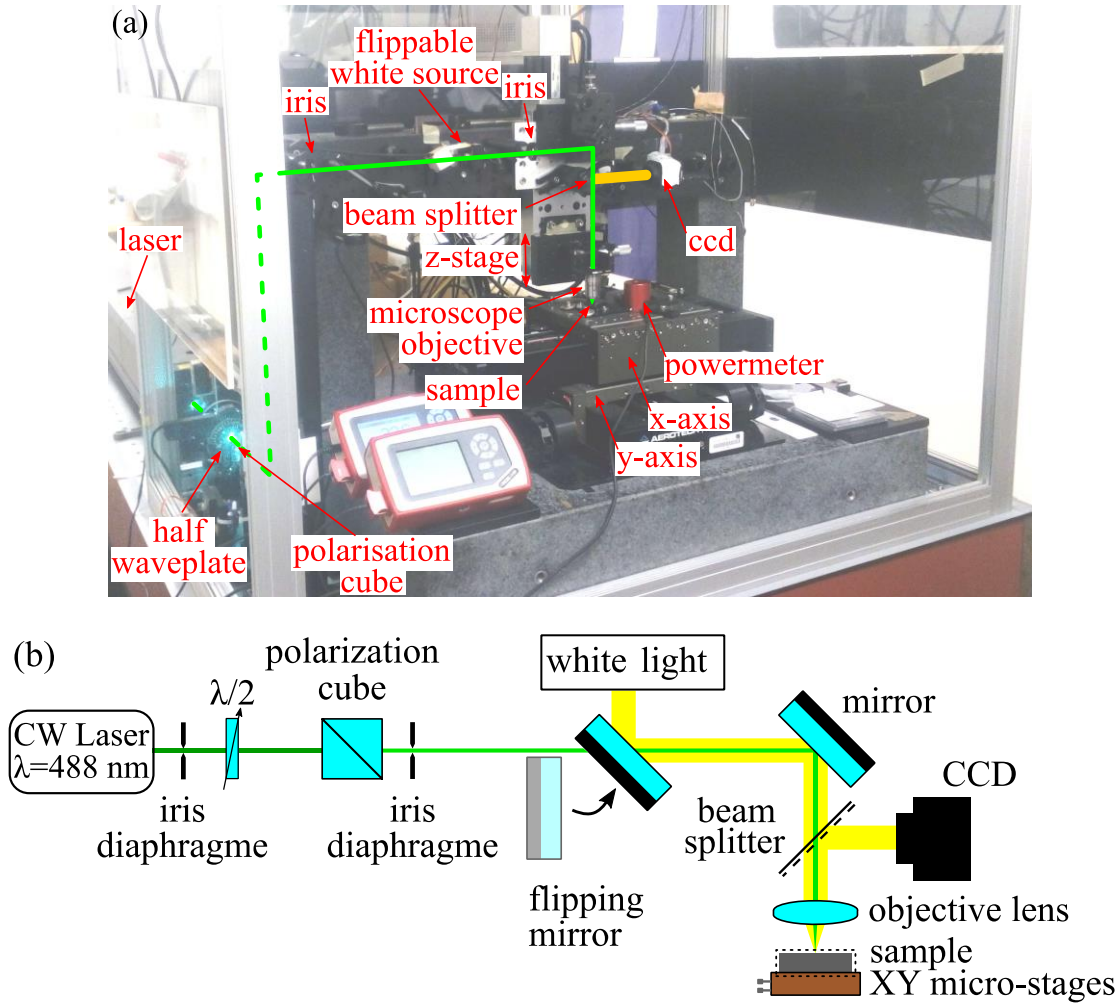 (a)
flippable
white source
iris
iris
beam splitter
ccd
laser
z-stage
microscope
objective
powermeter
sample
x-axis
y-axis
half
waveplate
polarisation
cube
(b)
polarization
cube
white light
λ/2
mirror
CW Laser
λ=488 nm
CCD
iris
diaphragme
iris
diaphragme
beam
splitter
flipping
mirror
objective lens
sample
XY micro-stages